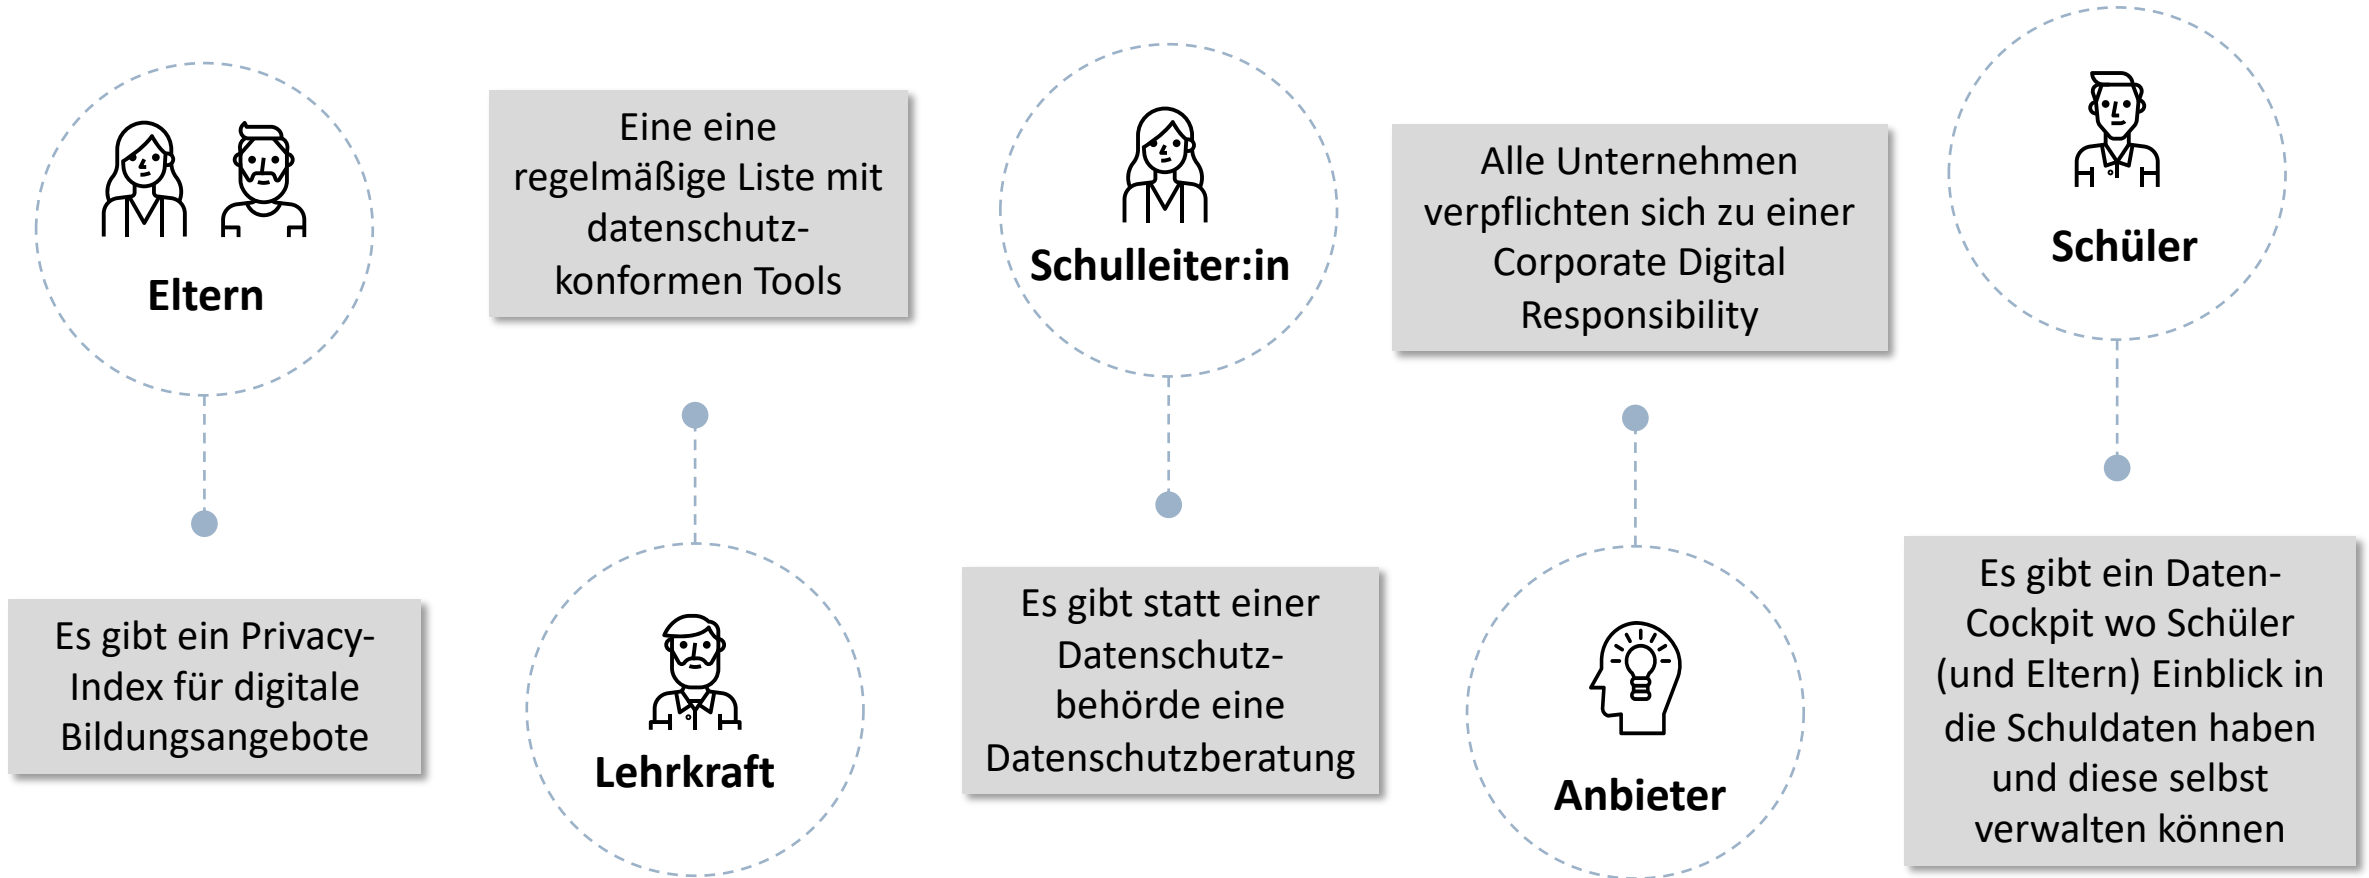 Eltern
Es gibt ein Privacy-
Index für digitale
Bildungsangebote
Eine eine
regelmäßige Liste mit
datenschutz-
konformen Tools
Lehrkraft
Schulleiter:in
Es gibt statt einer
Datenschutz-
behörde eine
Datenschutzberatung
Alle Unternehmen
verpflichten sich zu einer
Corporate Digital
Responsibility
Anbieter
Schüler
Es gibt ein Daten-
Cockpit wo Schüler
(und Eltern) Einblick in
die Schuldaten haben
und diese selbst
verwalten können